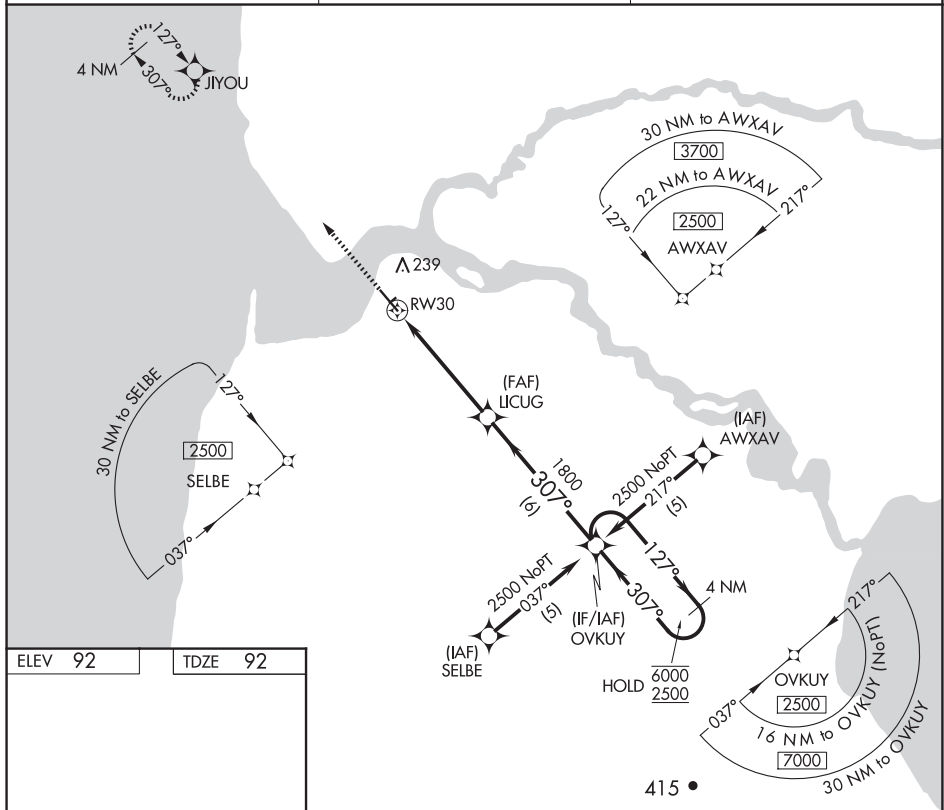 127°
4 NM
307°
JIYOU
30 NM to AWXAV
3700
22 NM to AWXAV
127°
217°
2500
AWXAV
239
RW30
30 NM to SELBE
127°
2500
SELBE
037°
(FAF)
LICUG
(IAF)
AWXAV
1800
307°
(6)
2500 NoPT
217°
(5)
127°
4 NM
307°
2500 NoPT
037°
(5)
(IF/IAF)
OVKUY
(IAF)
SELBE
HOLD
6000
2500
217°
OVKUY
2500
037°
16 NM to OVKUY (NoPT)
7000
30 NM to OVKUY
415
ELEV 92
TDZE 92